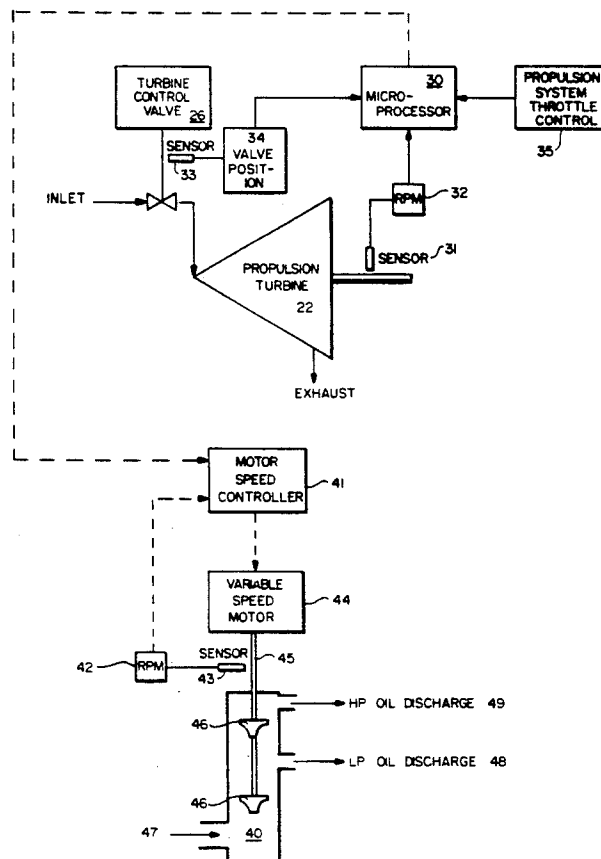 TURBINE
CONTROL
VALVE
26
SENSOR
33
34
VALVE
POSIT-
ION
30
MICRO-
PROCESSOR
PROPULSION
SYSTEM
THROTTLE
CONTROL
35
INLET
RPM
32
SENSOR
31
PROPULSION
TURBINE
22
EXHAUST
MOTOR
SPEED
CONTROLLER
41
VARIABLE
SPEED
MOTOR
44
42
RPM
SENSOR
43
45
46
HP OIL DISCHARGE 49
LP OIL DISCHARGE 48
46
47
40